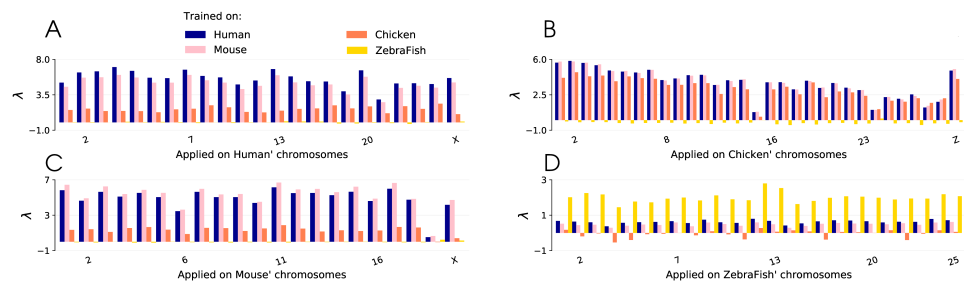 A
Trained on:
Human
Mouse
Chicken
ZebraFish
B
8.0
3.5
−1.0
λ
2
7
13
20
X
Applied on Human' chromosomes
6.0
2.5
−1.0
λ
2
8
16
23
Z
Applied on Chicken' chromosomes
C
7
3
−1
λ
2
6
11
16
X
Applied on Mouse' chromosomes
D
3
1
−1
λ
2
7
13
20
25
Applied on ZebraFish' chromosomes